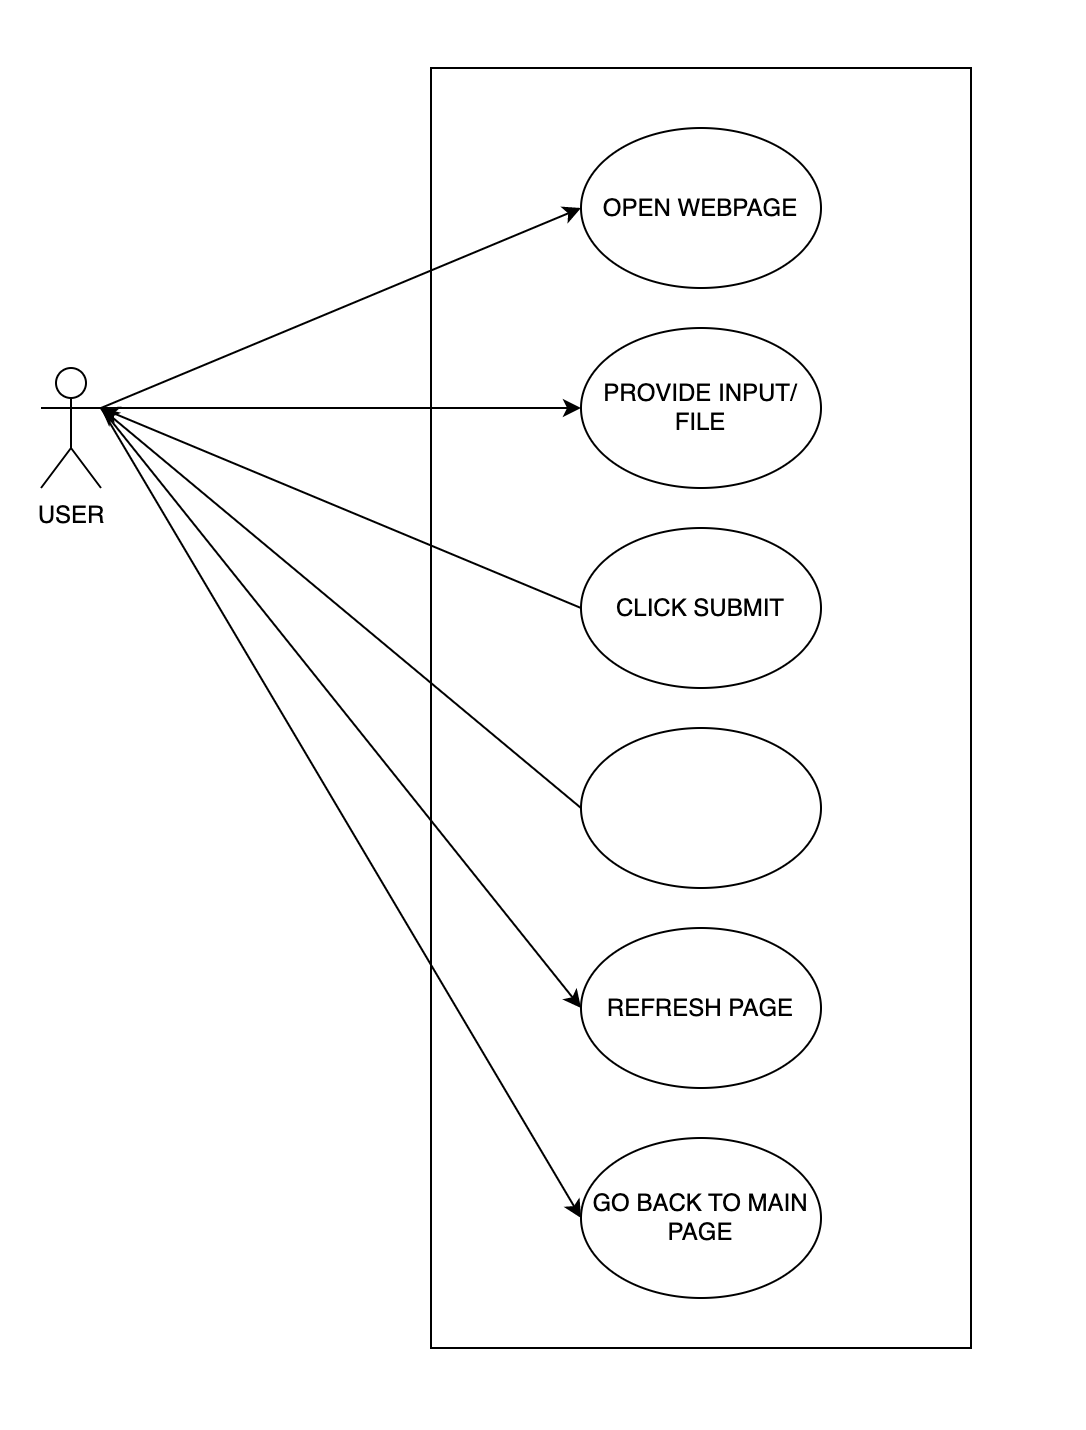 OPEN WEBPAGE
PROVIDE INPUT/
FILE
USER
CLICK SUBMIT
REFRESH PAGE
GO BACK TO MAIN
PAGE